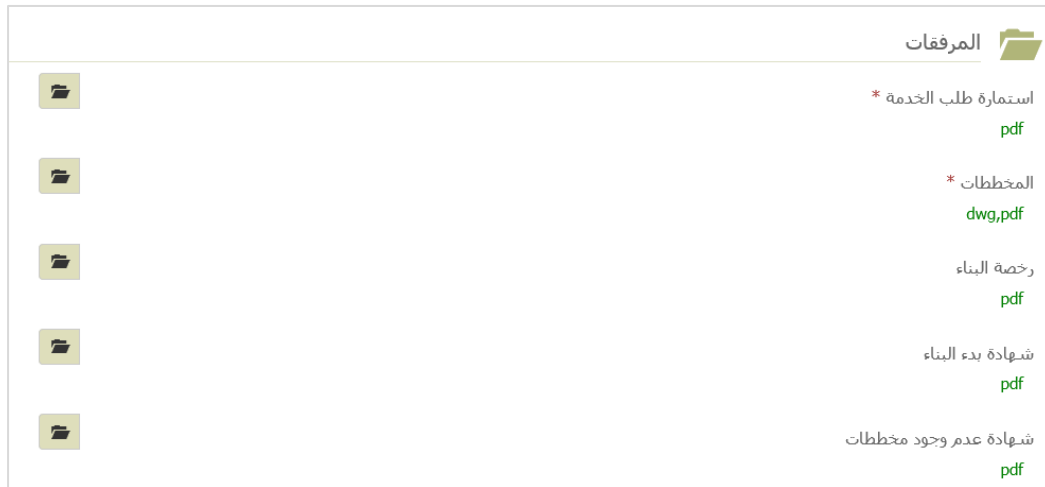 المرفقات
استمارة طلب الخدمة *
pdf
المخططات *
dwg,pdf
رخصة البناء
pdf
شهادة بدء البناء
pdf
شهادة عدم وجود مخططات
pdf